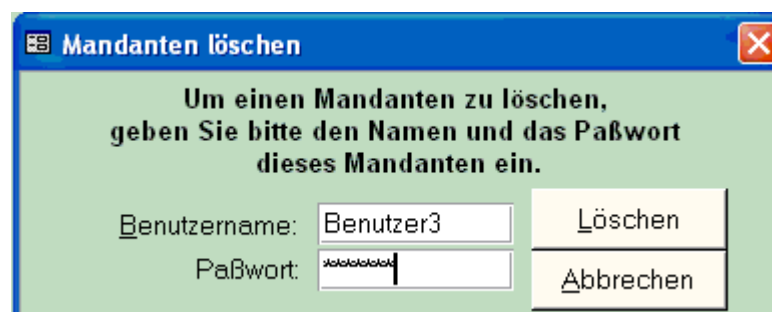 Mandanten löschen
Um einen Mandanten zu löschen,
geben Sie bitte den Namen und das Paßwort
dieses Mandanten ein.
Benutzername: Benutzer3 Löschen
Paßwort: ******** Abbrechen